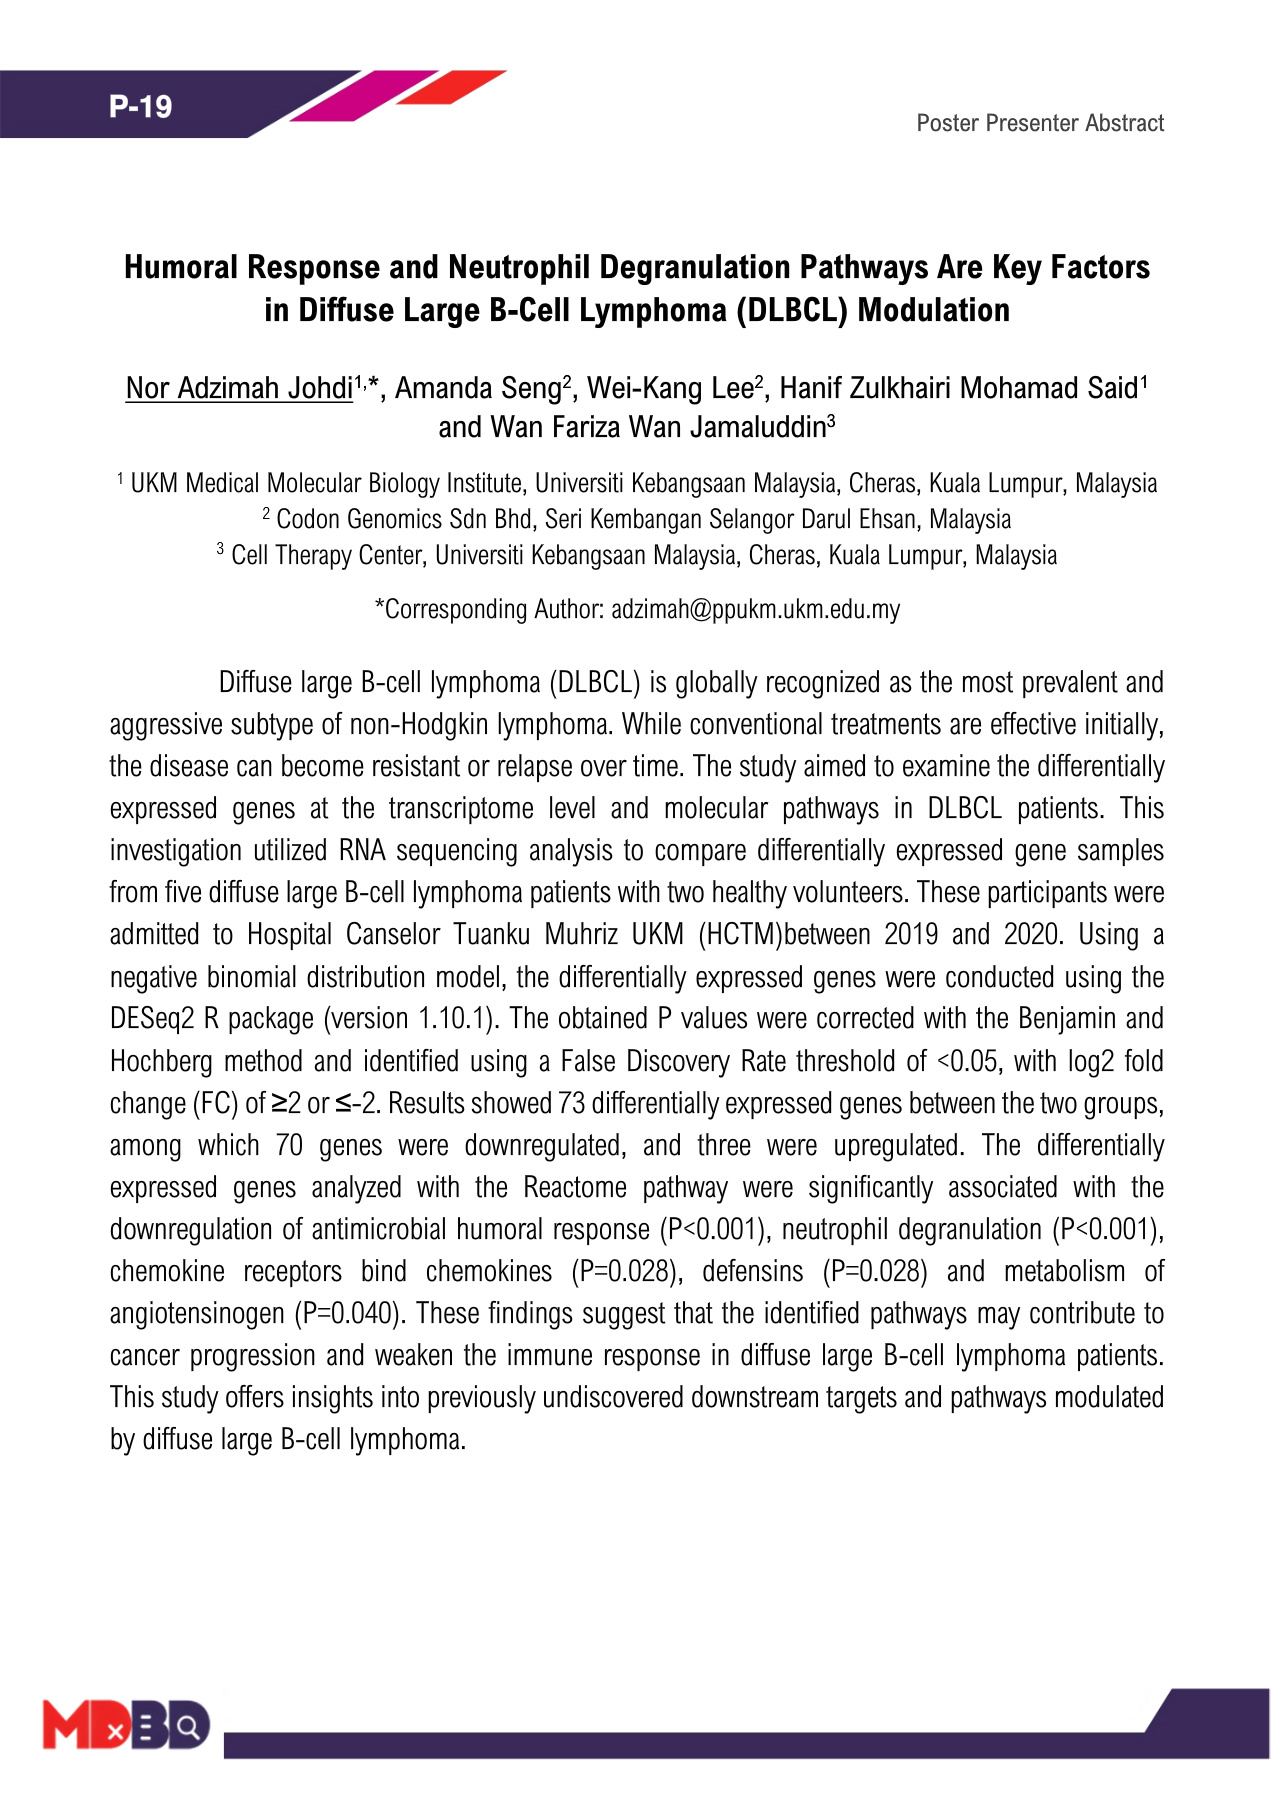 P-19
Poster Presenter Abstract
Humoral Response and Neutrophil Degranulation Pathways Are Key Factors
in Diffuse Large B-Cell Lymphoma (DLBCL) Modulation
Nor Adzimah Johdi1,*, Amanda Seng2, Wei-Kang Lee2, Hanif Zulkhairi Mohamad Said1
and Wan Fariza Wan Jamaluddin3
1 UKM Medical Molecular Biology Institute, Universiti Kebangsaan Malaysia, Cheras, Kuala Lumpur, Malaysia
2 Codon Genomics Sdn Bhd, Seri Kembangan Selangor Darul Ehsan, Malaysia
3 Cell Therapy Center, Universiti Kebangsaan Malaysia, Cheras, Kuala Lumpur, Malaysia
*Corresponding Author: adzimah@ppukm.ukm.edu.my
Diffuse large B-cell lymphoma (DLBCL) is globally recognized as the most prevalent and
aggressive subtype of non-Hodgkin lymphoma. While conventional treatments are effective initially,
the disease can become resistant or relapse over time. The study aimed to examine the differentially
expressed genes at the transcriptome level and molecular pathways in DLBCL patients. This
investigation utilized RNA sequencing analysis to compare differentially expressed gene samples
from five diffuse large B-cell lymphoma patients with two healthy volunteers. These participants were
admitted to Hospital Canselor Tuanku Muhriz UKM (HCTM)between 2019 and 2020. Using a
negative binomial distribution model, the differentially expressed genes were conducted using the
DESeq2 R package (version 1.10.1). The obtained P values were corrected with the Benjamin and
Hochberg method and identified using a False Discovery Rate threshold of <0.05, with log2 fold
change (FC) of ≥2 or ≤-2. Results showed 73 differentially expressed genes between the two groups,
among which 70 genes were downregulated, and three were upregulated. The differentially
expressed genes analyzed with the Reactome pathway were significantly associated with the
downregulation of antimicrobial humoral response (P<0.001), neutrophil degranulation (P<0.001),
chemokine receptors bind chemokines (P=0.028), defensins (P=0.028) and metabolism of
angiotensinogen (P=0.040). These findings suggest that the identified pathways may contribute to
cancer progression and weaken the immune response in diffuse large B-cell lymphoma patients.
This study offers insights into previously undiscovered downstream targets and pathways modulated
by diffuse large B-cell lymphoma.
MDxBD